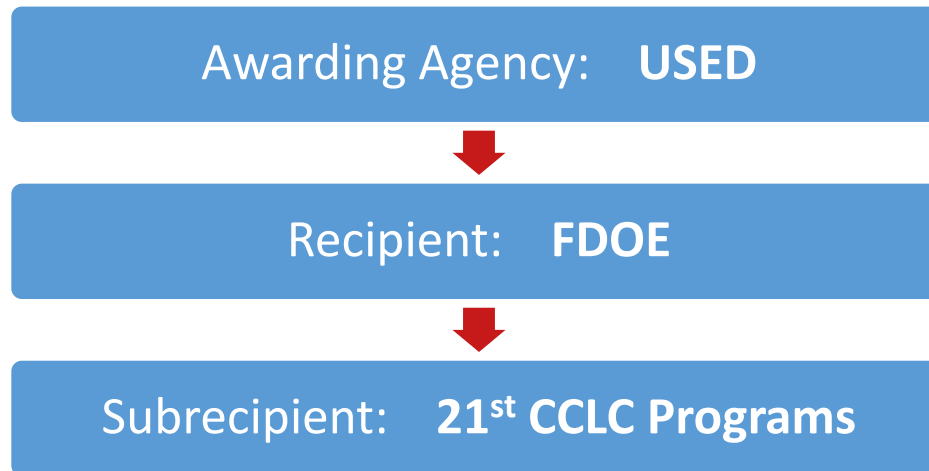 Awarding Agency: USED
Recipient: FDOE
Subrecipient: 21st CCLC Programs